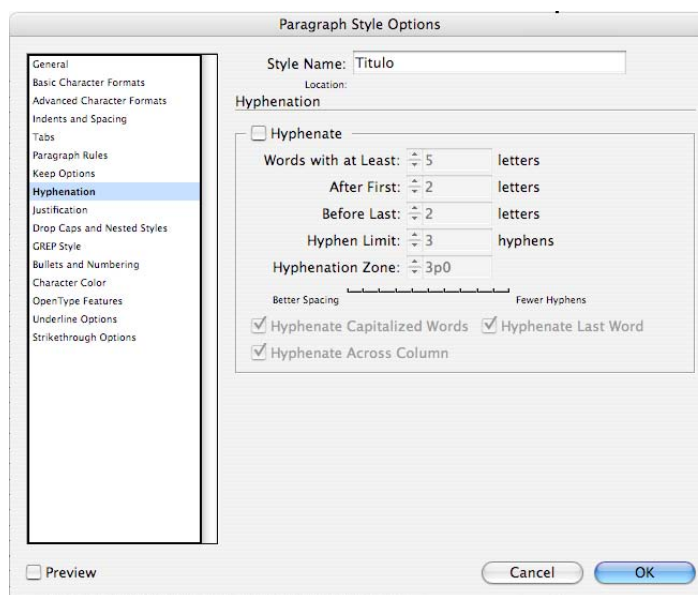 Paragraph Style Options
General
Basic Character Formats
Advanced Character Formats
Indents and Spacing
Tabs
Paragraph Rules
Keep Options
Hyphenation
Justification
Drop Caps and Nested Styles
GREP Style
Bullets and Numbering
Character Color
OpenType Features
Underline Options
Strikethrough Options
Style Name: Titulo
Location:
Hyphenation
Hyphenate
Words with at Least: 5 letters
After First: 2 letters
Before Last: 2 letters
Hyphen Limit: 3 hyphens
Hyphenation Zone: 3p0
Better Spacing Fewer Hyphens
Hyphenate Capitalized Words Hyphenate Last Word
Hyphenate Across Column
Preview Cancel OK